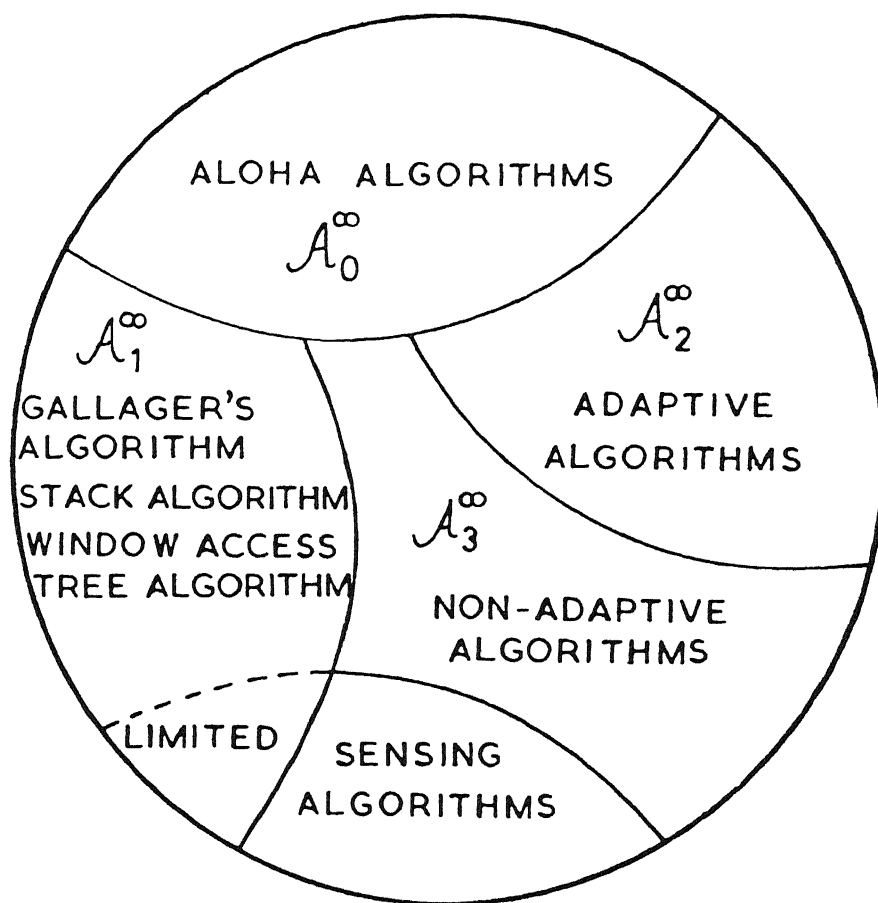 ALOHA ALGORITHMS
𝒜₀^∞
𝒜₁^∞
GALLAGER'S
ALGORITHM
STACK ALGORITHM
WINDOW ACCESS
TREE ALGORITHM
𝒜₂^∞
ADAPTIVE
ALGORITHMS
𝒜₃^∞
NON-ADAPTIVE
ALGORITHMS
LIMITED
SENSING
ALGORITHMS